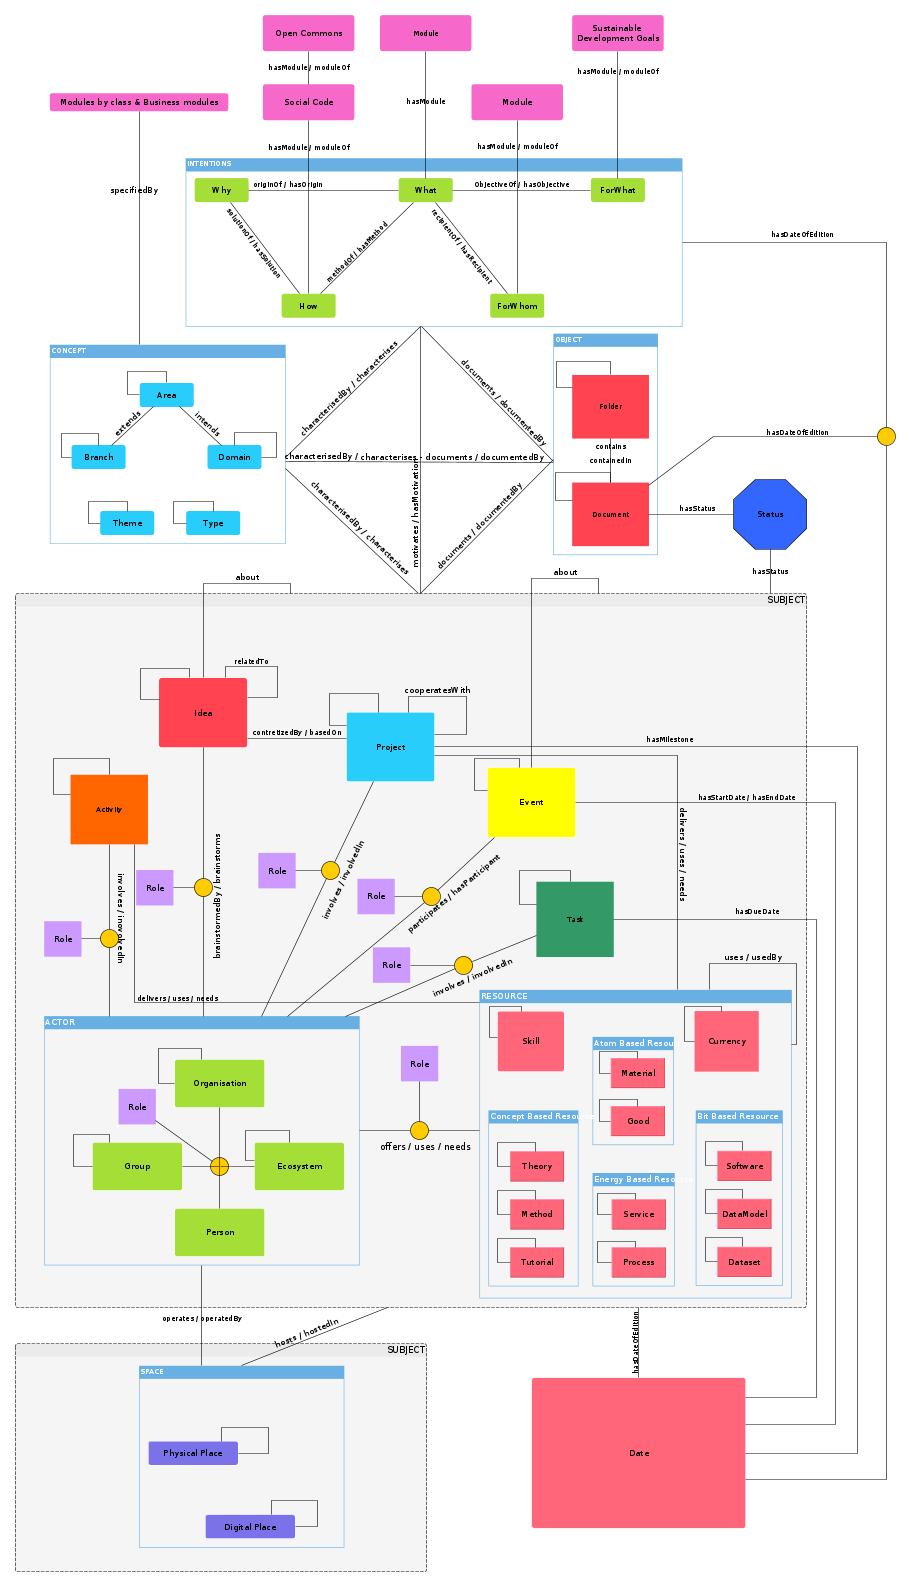 Open Commons
Module
Sustainable
Development Goals
hasModule / moduleOf
hasModule / moduleOf
Modules by class & Business modules
Social Code
hasModule
Module
hasModule / moduleOf
hasModule / moduleOf
INTENTIONS
specifiedBy
Why
originOf / hasOrigin
What
ObjectiveOf / hasObjective
ForWhat
solutionOf / hasSolution
methodOf / hasMethod
recipientOf / hasRecipient
hasDateOfEdition
How
ForWhom
CONCEPT
OBJECT
characterisedBy / characterises
documents / documentedBy
Area
extends
intends
Folder
contains
containedIn
hasDateOfEdition
Branch
Domain
characterisedBy / characterises - documents / documentedBy
characterisedBy / characterises
motivates / hasMotivation
documents / documentedBy
Theme
Type
Document
hasStatus
Status
hasStatus
about
about
SUBJECT
relatedTo
cooperatesWith
Idea
contretizedBy / basedOn
Project
hasMilestone
Activity
Event
hasStartDate / hasEndDate
delivers / uses / needs
involves / inovolvedIn
brainstormedBy / brainstorms
involves / involvedIn
participates / hasParticipant
Role
Role
Role
Role
Role
Task
hasDueDate
involves / involvedIn
uses / usedBy
delivers / uses / needs
RESOURCE
ACTOR
Skill
Currency
Atom Based Resou
Organisation
Role
Role
Material
Good
Concept Based Resource
Bit Based Resource
offers / uses / needs
Group
Ecosystem
Theory
Software
Energy Based Resource
Person
Method
Service
DataModel
Tutorial
Process
Dataset
operates / operatedBy
hosts / hostedIn
hasDateOfEdition
SUBJECT
SPACE
Physical Place
Date
Digital Place